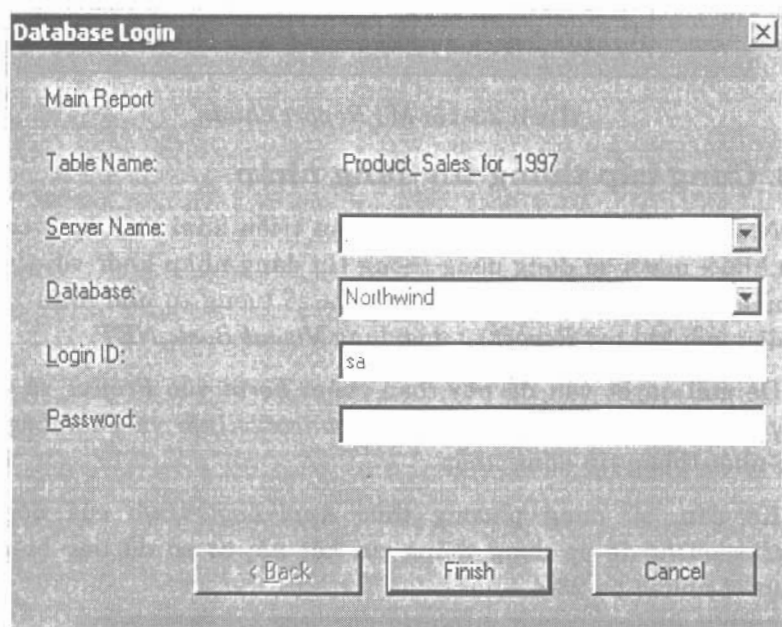 Database Login
Main Report
Table Name: Product_Sales_for_1997
Server Name:
Database: Northwind
Login ID: sa
Password:
< Back Finish Cancel